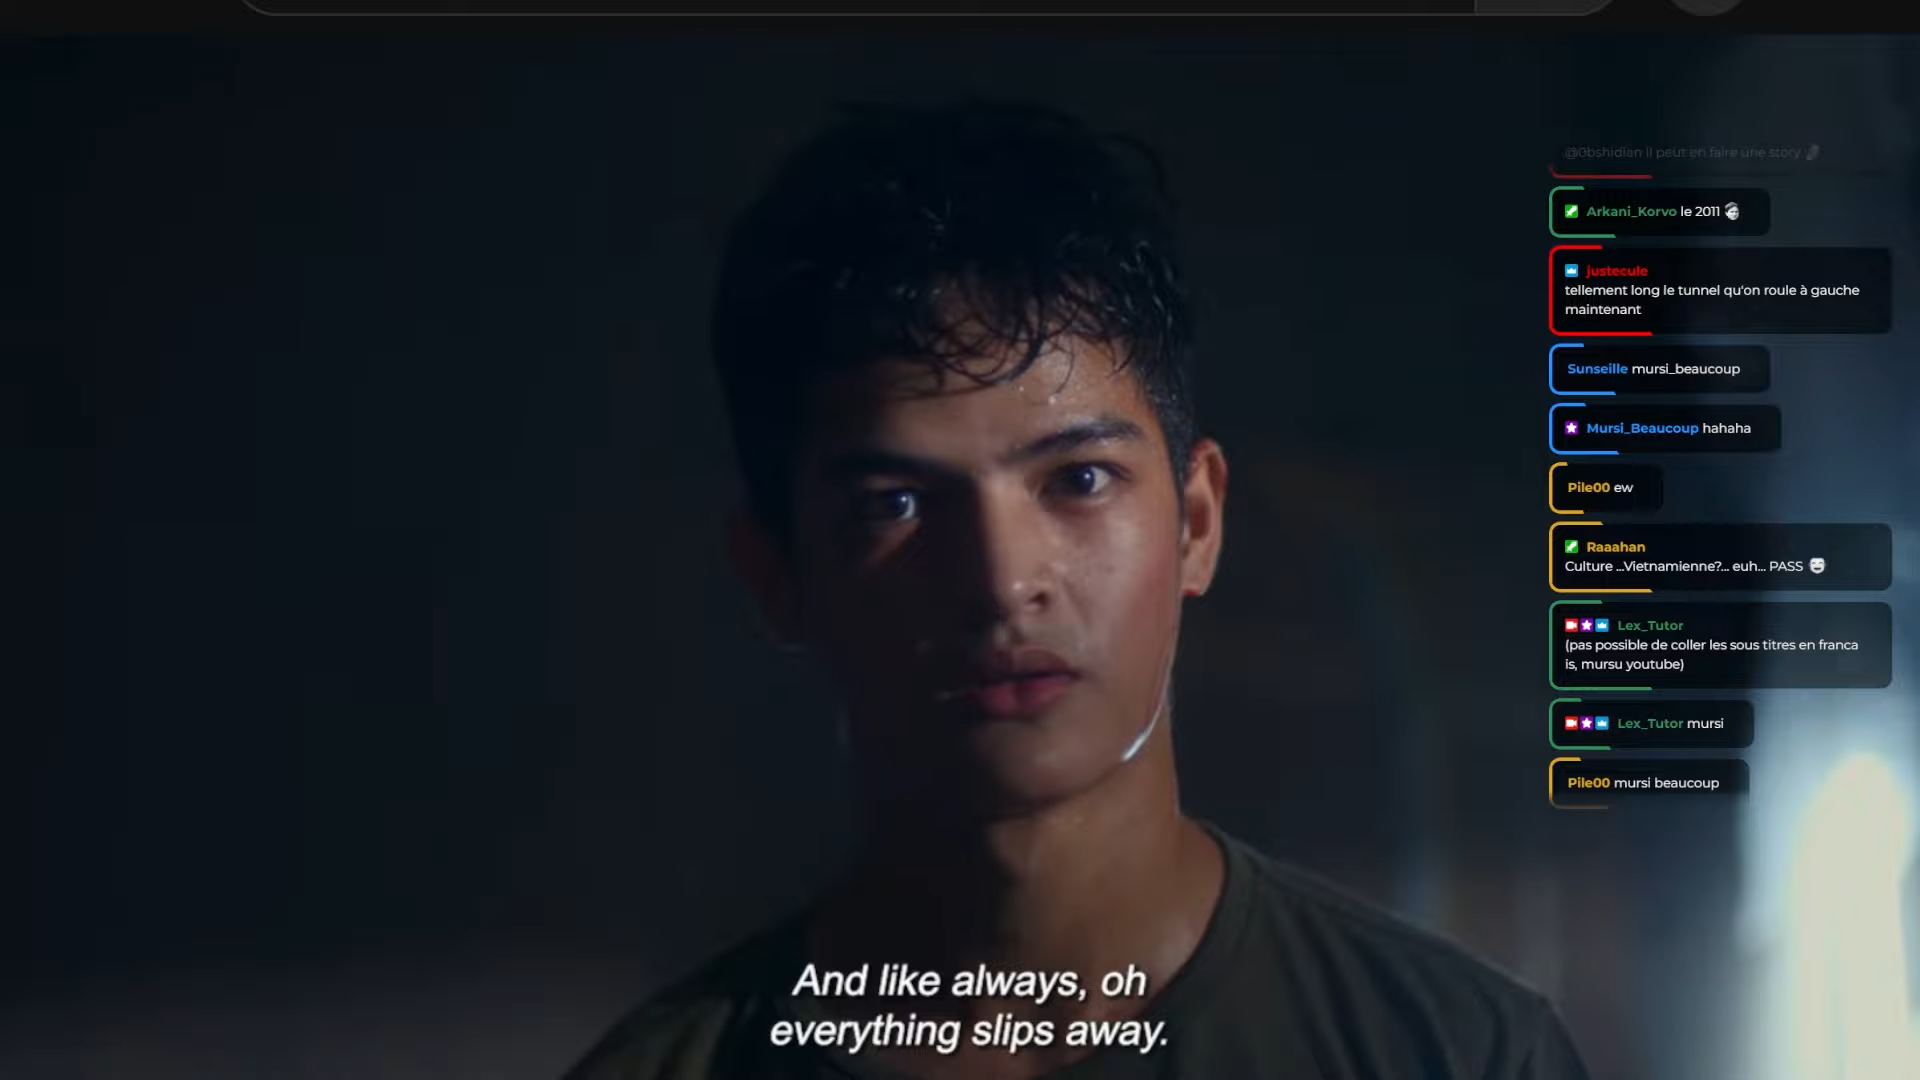 @0bshidian il peut en faire une story
Arkani_Korvo le 2011
justecule
tellement long le tunnel qu'on roule à gauche
maintenant
Sunseille mursi_beaucoup
Mursi_Beaucoup hahaha
Pile00 ew
Raaahan
Culture ...Vietnamienne?... euh... PASS
Lex_Tutor
(pas possible de coller les sous titres en franca
is, mursu youtube)
Lex_Tutor mursi
Pile00 mursi beaucoup
And like always, oh
everything slips away.